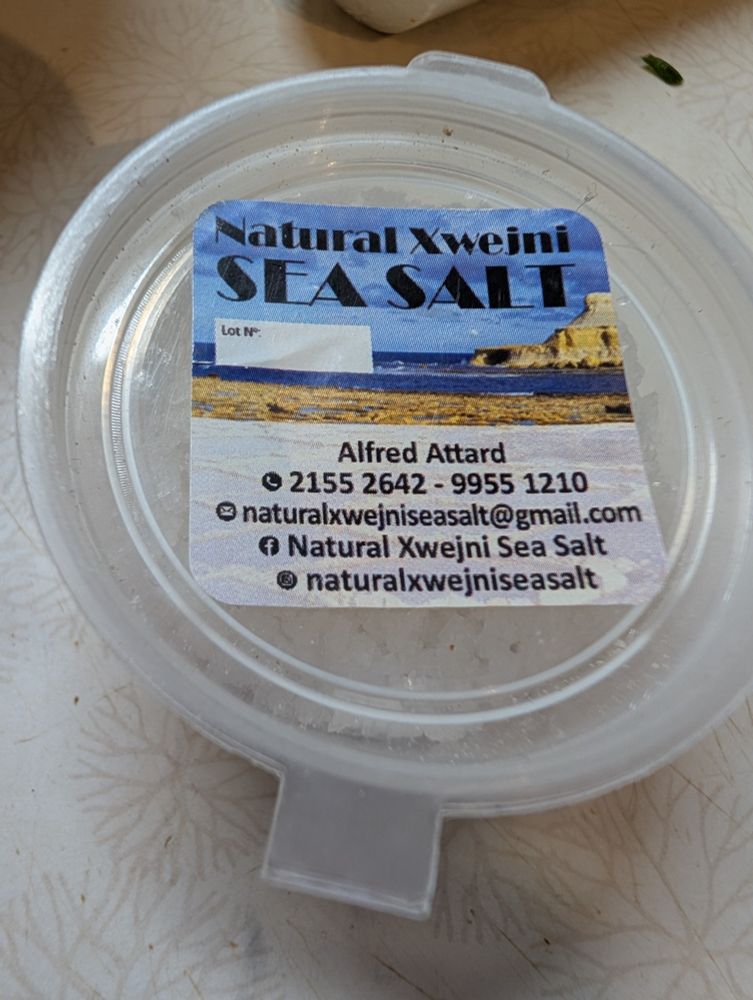 Natural Xwejni
SEA SALT
Lot Nº:
Alfred Attard
2155 2642 - 9955 1210
naturalxwejniseasalt@gmail.com
Natural Xwejni Sea Salt
naturalxwejniseasalt